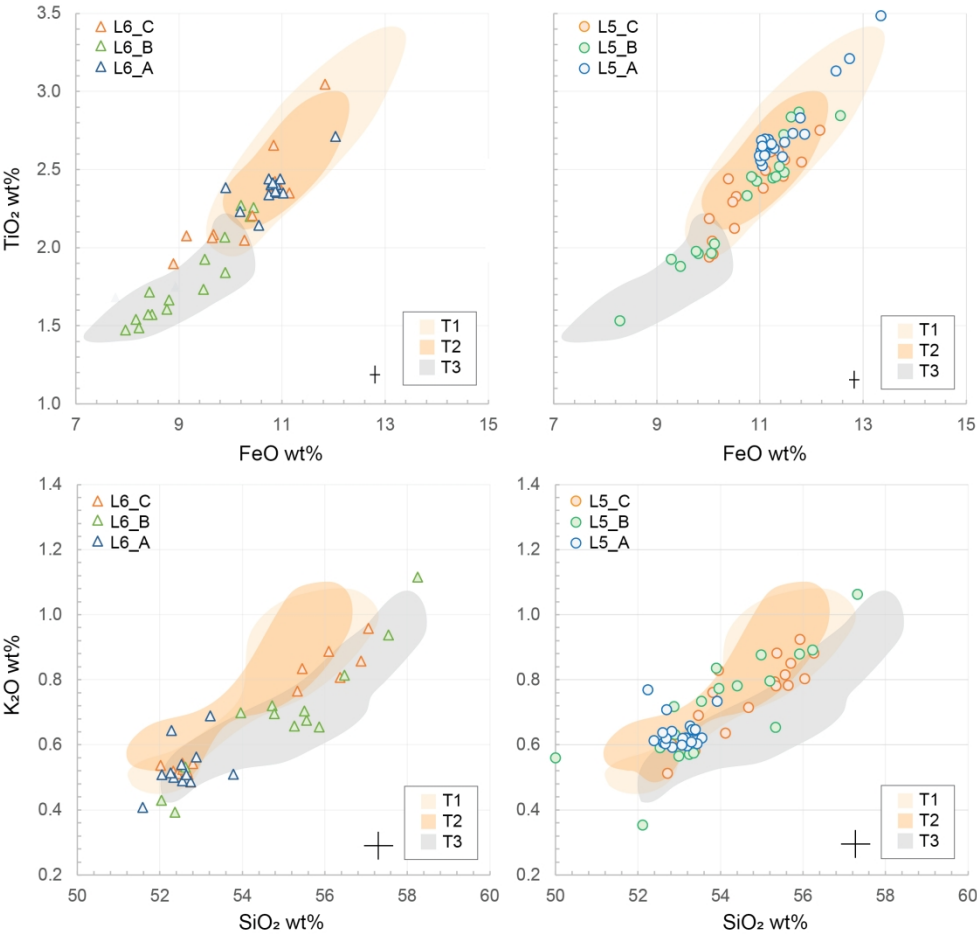 3.5
3.0
2.5
2.0
1.5
1.0
TiO₂ wt%
L6_C
L6_B
L6_A
T1
T2
T3
7 9 11 13 15
FeO wt%
L5_C
L5_B
L5_A
T1
T2
T3
7 9 11 13 15
FeO wt%
1.4
1.2
1.0
0.8
0.6
0.4
0.2
K₂O wt%
L6_C
L6_B
L6_A
T1
T2
T3
50 52 54 56 58 60
SiO₂ wt%
1.4
1.2
1.0
0.8
0.6
0.4
0.2
L5_C
L5_B
L5_A
T1
T2
T3
50 52 54 56 58 60
SiO₂ wt%